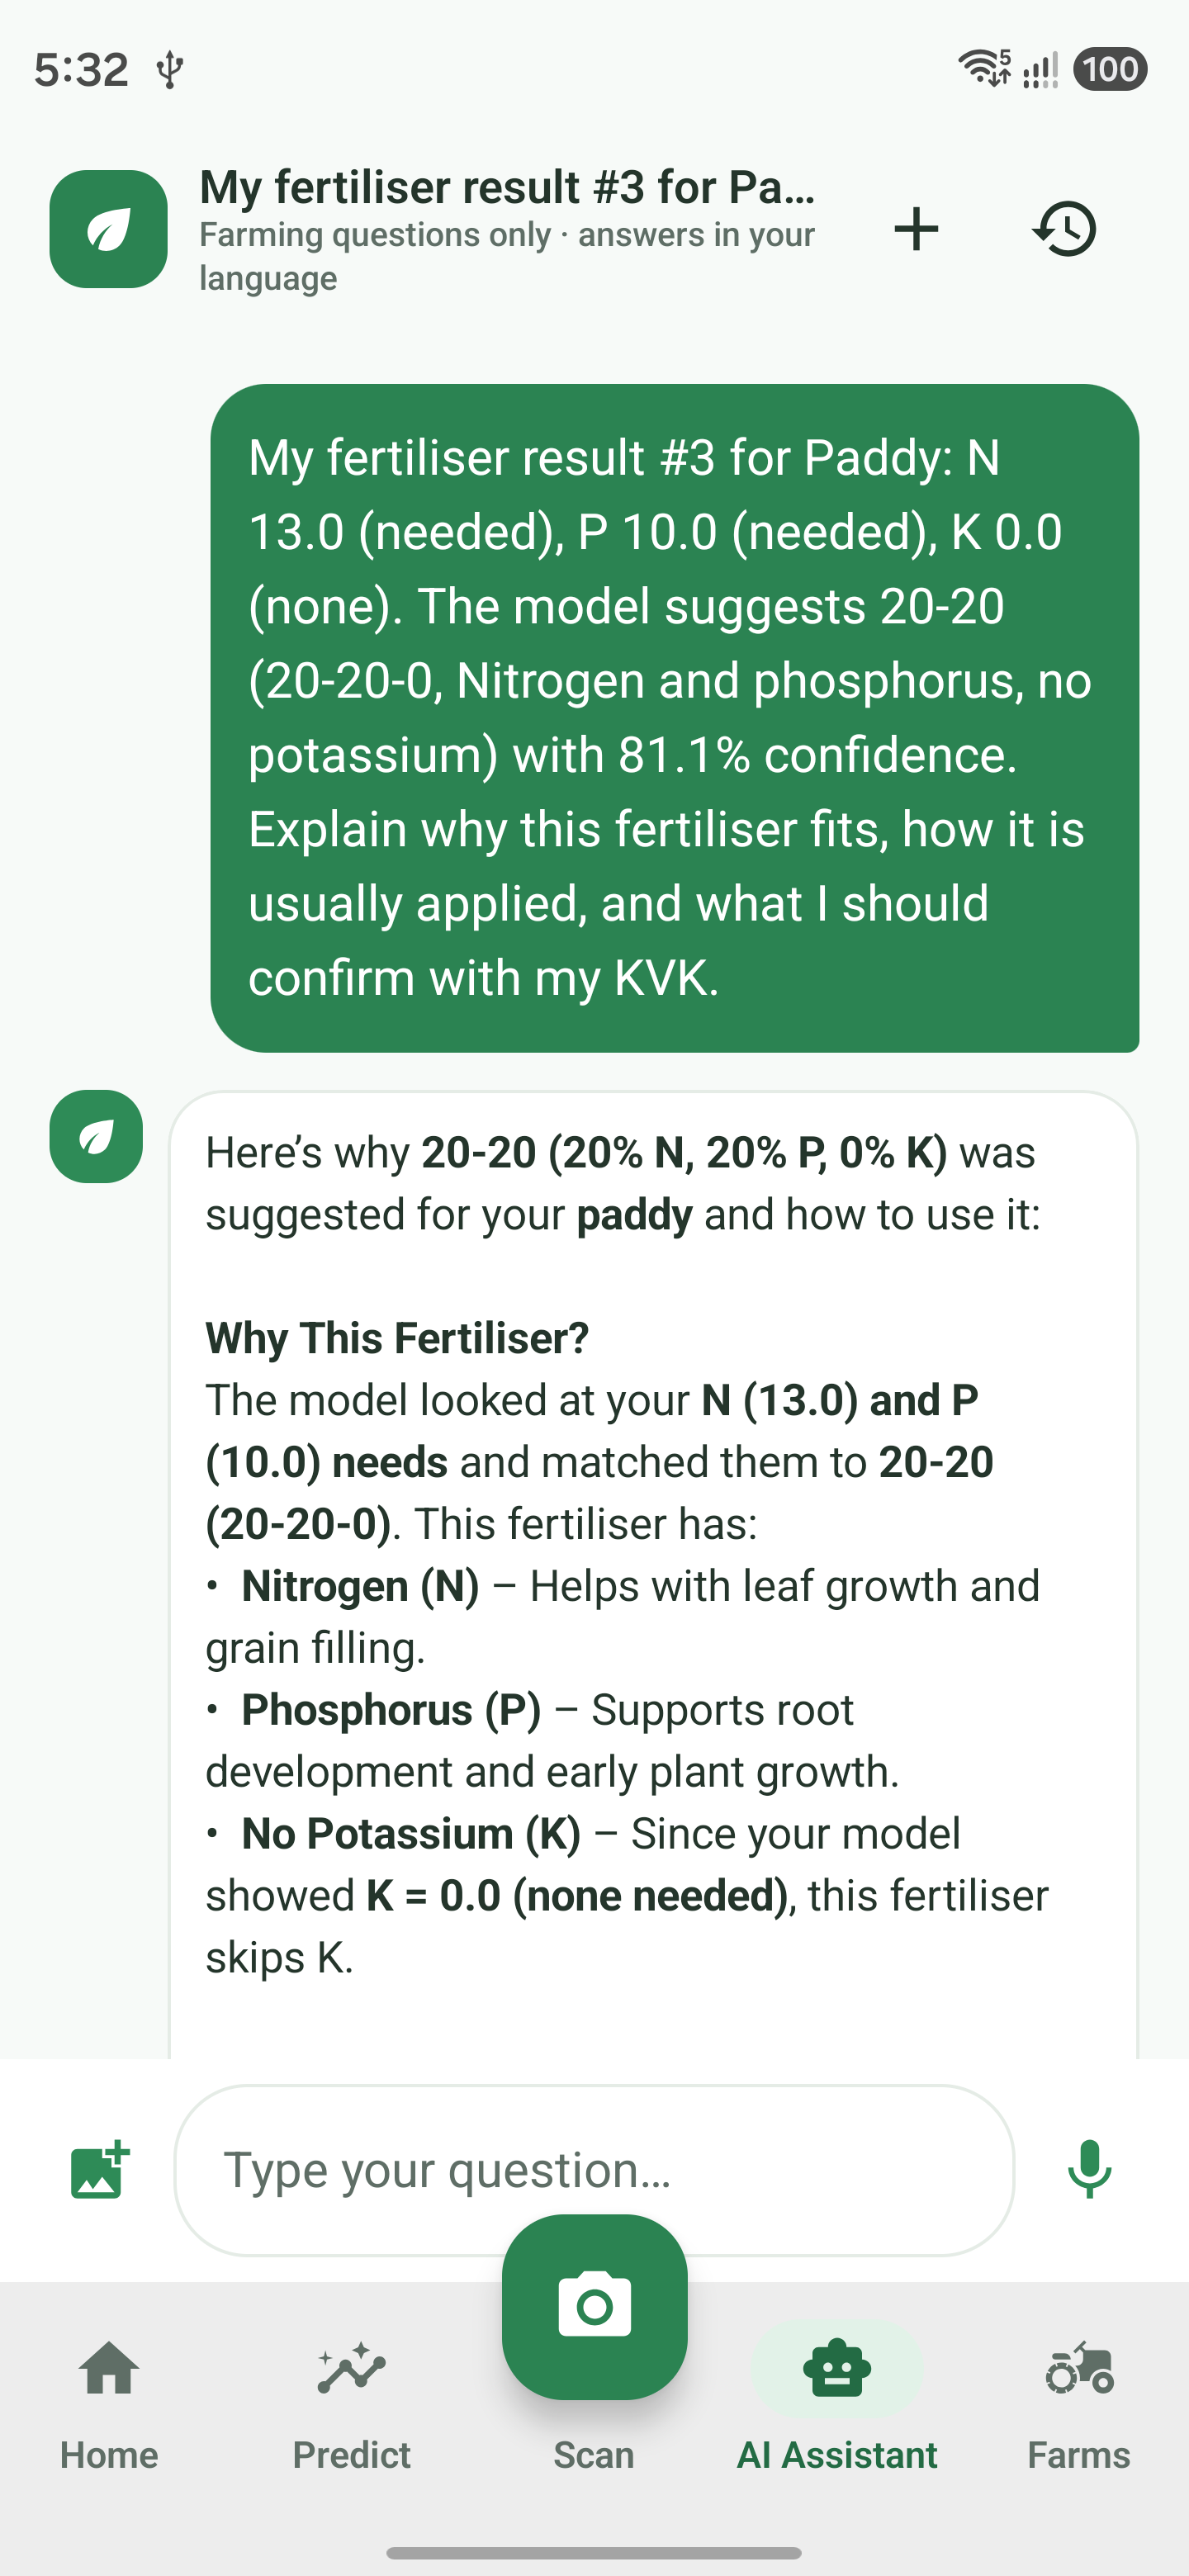 5:32
5
100
My fertiliser result #3 for Pa...
Farming questions only · answers in your
language
My fertiliser result #3 for Paddy: N
13.0 (needed), P 10.0 (needed), K 0.0
(none). The model suggests 20-20
(20-20-0, Nitrogen and phosphorus, no
potassium) with 81.1% confidence.
Explain why this fertiliser fits, how it is
usually applied, and what I should
confirm with my KVK.
Here’s why 20-20 (20% N, 20% P, 0% K) was
suggested for your paddy and how to use it:
Why This Fertiliser?
The model looked at your N (13.0) and P
(10.0) needs and matched them to 20-20
(20-20-0). This fertiliser has:
• Nitrogen (N) – Helps with leaf growth and
grain filling.
• Phosphorus (P) – Supports root
development and early plant growth.
• No Potassium (K) – Since your model
showed K = 0.0 (none needed), this fertiliser
skips K.
Type your question...
Home
Predict
Scan
AI Assistant
Farms